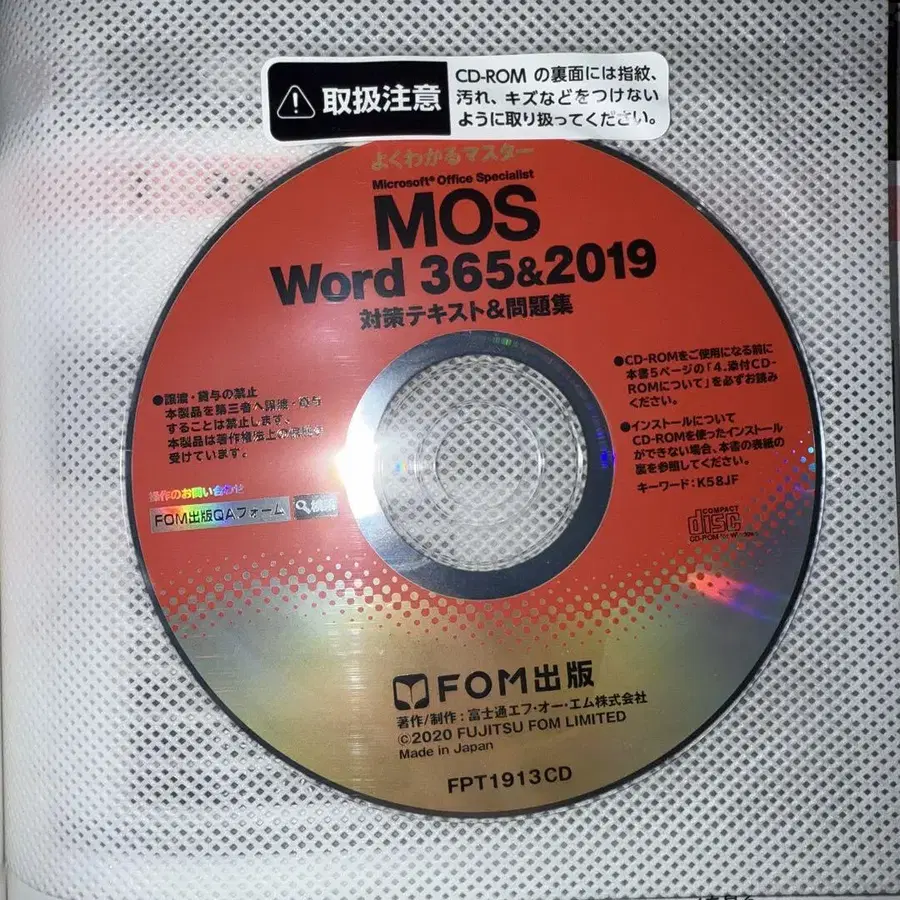 取扱注意
CD-ROM の裏面には指紋、
汚れ、キズなどをつけない
ように取り扱ってください。
よくわかるマスター
Microsoft® Office Specialist
MOS
Word 365&2019
対策テキスト&問題集
●譲渡・貸与の禁止
本製品を第三者へ譲渡・貸与
することは禁止します。
本製品は著作権法上の
受けています。
操作のお問い合わせ
FOM出版QAフォーム 検索
●CD-ROMをご使用になる前に
本書5ページの「4.添付CD-
ROMについて」を必ずお読み
ください。
●インストールについて
CD-ROMを使ったインストール
ができない場合、本書の表紙の
裏を参照してください。
キーワード:K58JF
COMPACT
disc
CD-ROM for Windows
FOM出版
著作/制作:富士通エフ・オー・エム株式会社
©2020 FUJITSU FOM LIMITED
Made in Japan
FPT1913CD